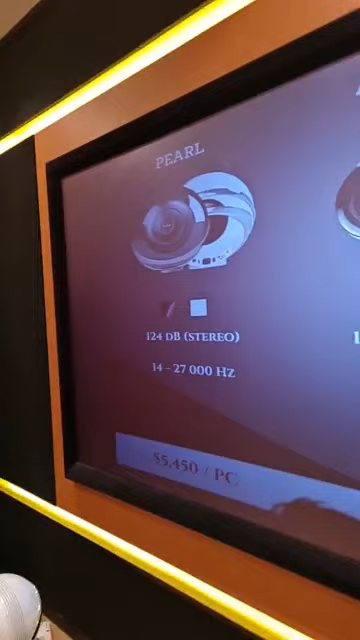 PEARL
124 dB (STEREO)
14 – 27 000 Hz
$5,450 / PC